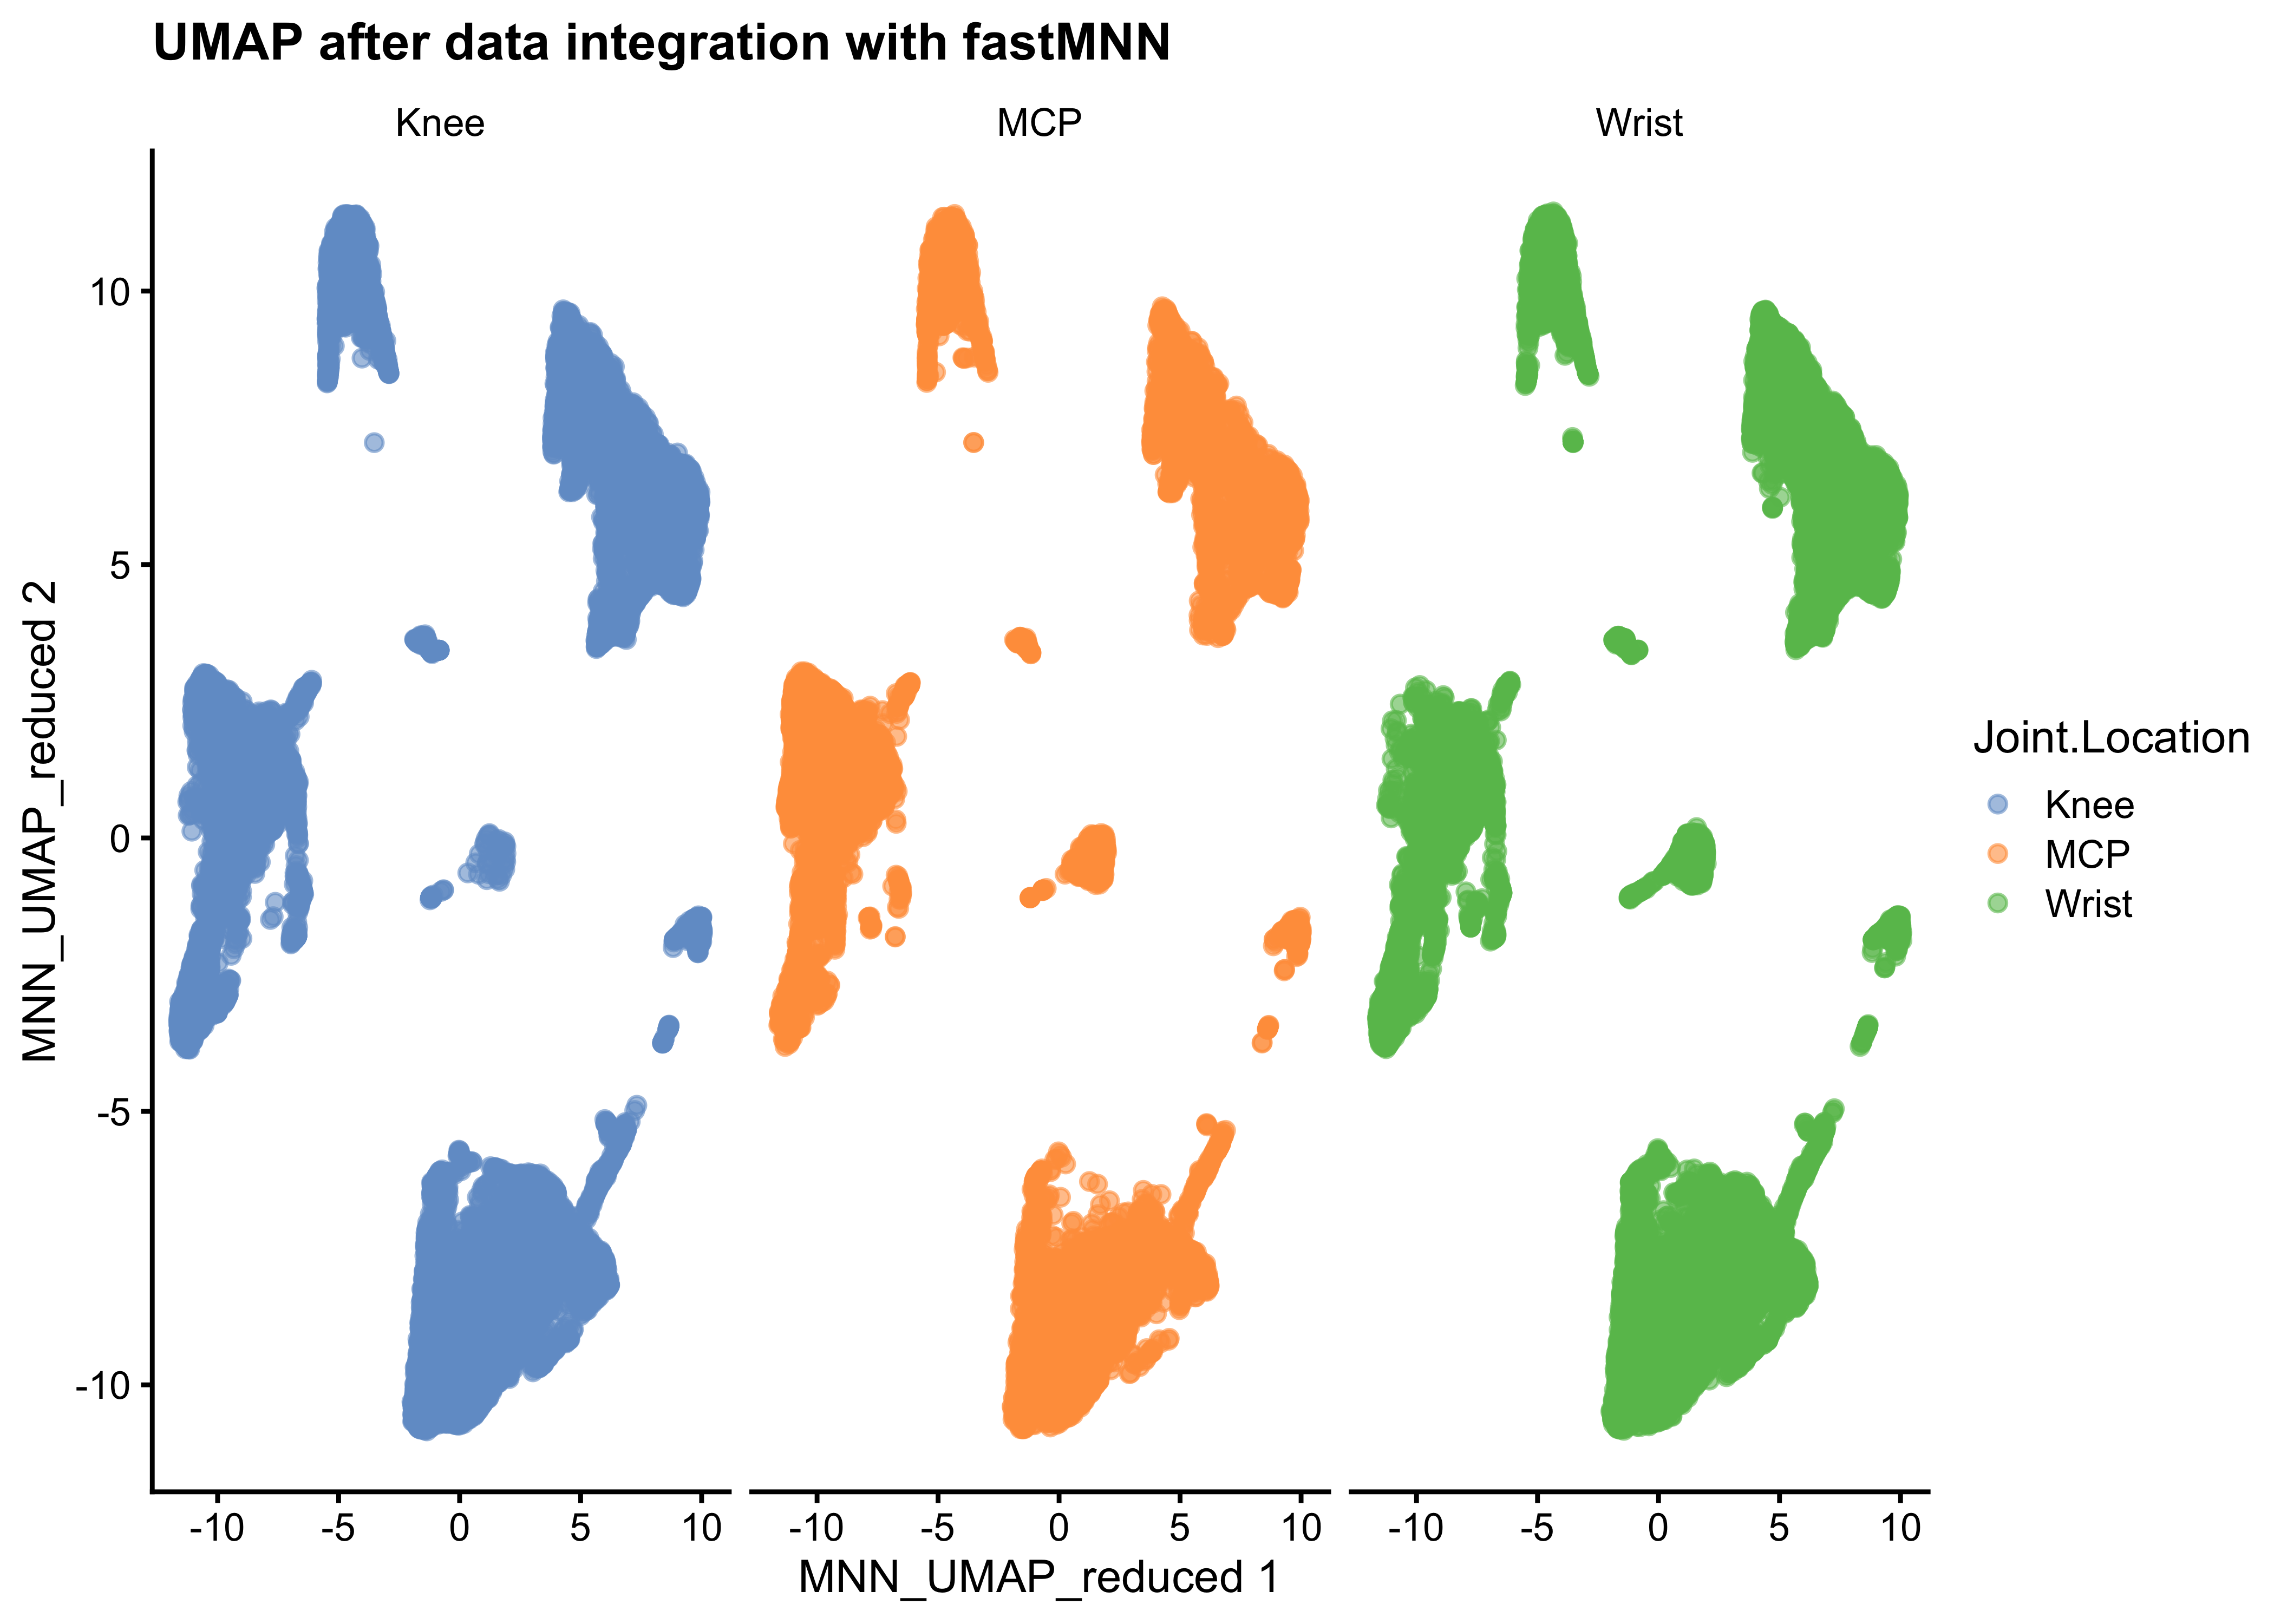 UMAP after data integration with fastMNN
Knee MCP Wrist
10
5
0
-5
-10
MNN_UMAP_reduced 2
-10 -5 0 5 10 -10 -5 0 5 10 -10 -5 0 5 10
MNN_UMAP_reduced 1
Joint.Location
Knee
MCP
Wrist